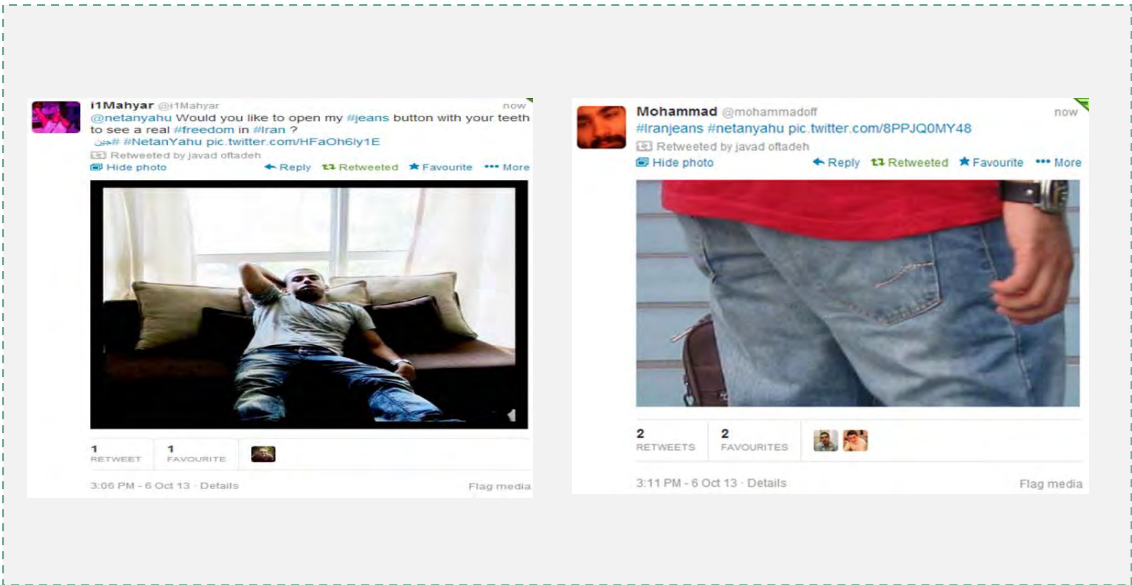 i1Mahyar @i1Mahyar now
@netanyahu Would you like to open my #jeans button with your teeth
to see a real #freedom in #Iran ?
#جین #NetanYahu pic.twitter.com/HFaOh6ly1E
Retweeted by javad oftadeh
Hide photo Reply Retweeted Favourite More
1 RETWEET 1 FAVOURITE
3:06 PM - 6 Oct 13 · Details Flag media
Mohammad @mohammadoff now
#Iranjeans #netanyahu pic.twitter.com/8PPJQ0MY48
Retweeted by javad oftadeh
Hide photo Reply Retweeted Favourite More
2 RETWEETS 2 FAVOURITES
3:11 PM - 6 Oct 13 · Details Flag media